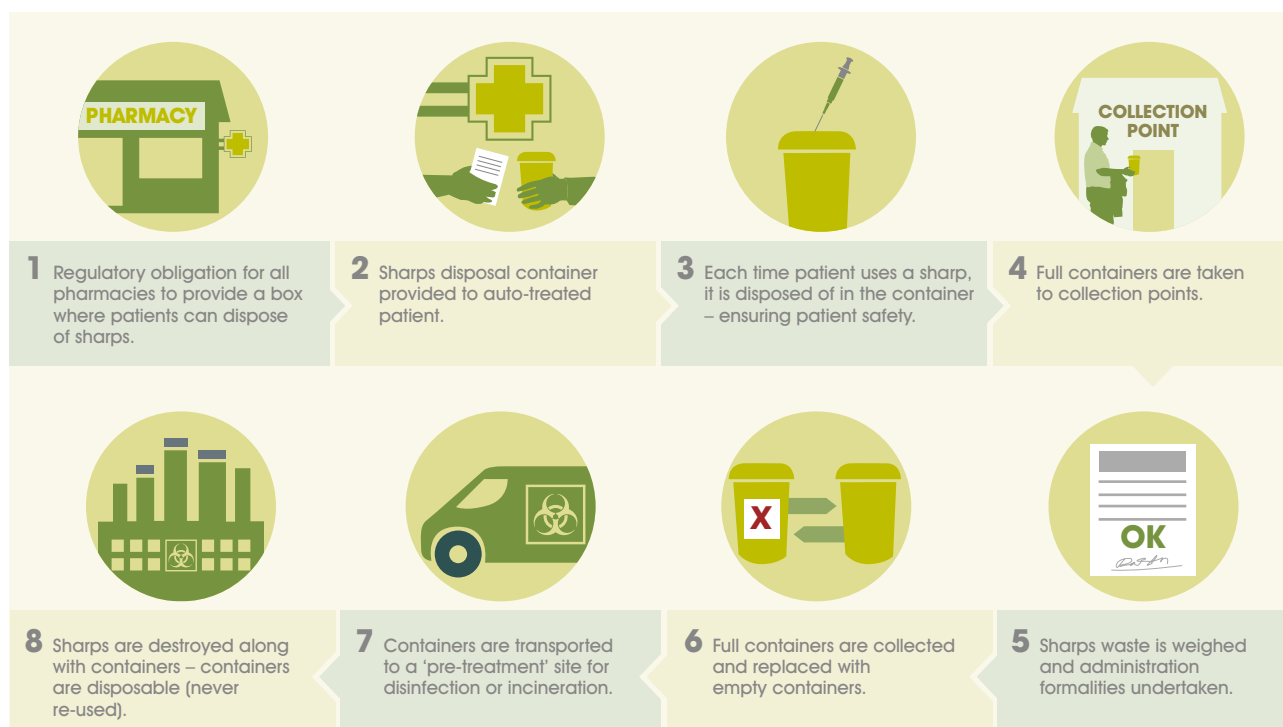 PHARMACY
COLLECTION
POINT
1 Regulatory obligation for all
pharmacies to provide a box
where patients can dispose
of sharps.
2 Sharps disposal container
provided to auto-treated
patient.
3 Each time patient uses a sharp,
it is disposed of in the container
– ensuring patient safety.
4 Full containers are taken
to collection points.
X
OK
8 Sharps are destroyed along
with containers – containers
are disposable (never
re-used).
7 Containers are transported
to a ‘pre-treatment’ site for
disinfection or incineration.
6 Full containers are collected
and replaced with
empty containers.
5 Sharps waste is weighed
and administration
formalities undertaken.